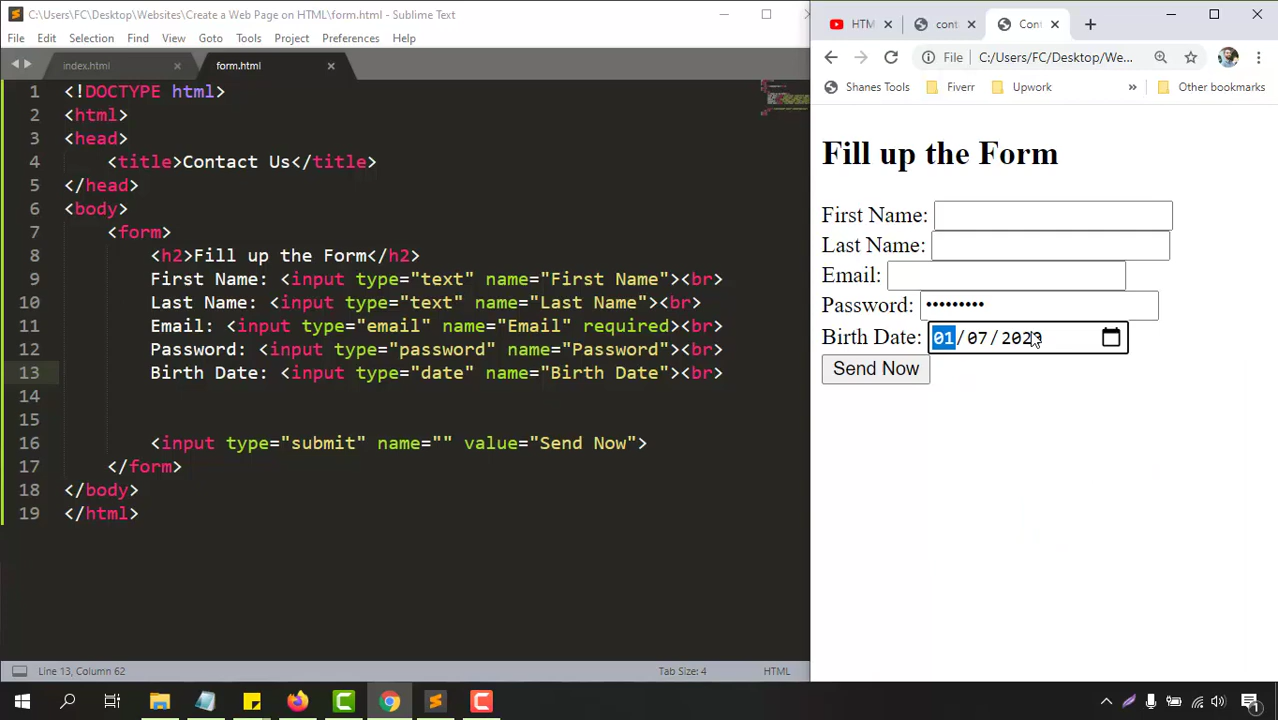 C:\Users\FC\Desktop\Websites\Create a Web Page on HTML\form.html - Sublime Text
File Edit Selection Find View Goto Tools Project Preferences Help
index.html form.html
1 <!DOCTYPE html>
2 <html>
3 <head>
4 <title>Contact Us</title>
5 </head>
6 <body>
7 <form>
8 <h2>Fill up the Form</h2>
9 First Name: <input type="text" name="First Name"><br>
10 Last Name: <input type="text" name="Last Name"><br>
11 Email: <input type="email" name="Email" required><br>
12 Password: <input type="password" name="Password"><br>
13 Birth Date: <input type="date" name="Birth Date"><br>
14
15
16 <input type="submit" name="" value="Send Now">
17 </form>
18 </body>
19 </html>
Line 13, Column 62 Tab Size: 4 HTML
HTM cont Con
File C:/Users/FC/Desktop/We...
Shanes Tools Fiverr Upwork » Other bookmarks
Fill up the Form
First Name:
Last Name:
Email:
Password: •••••••••
Birth Date: 01/07/2023
Send Now
1